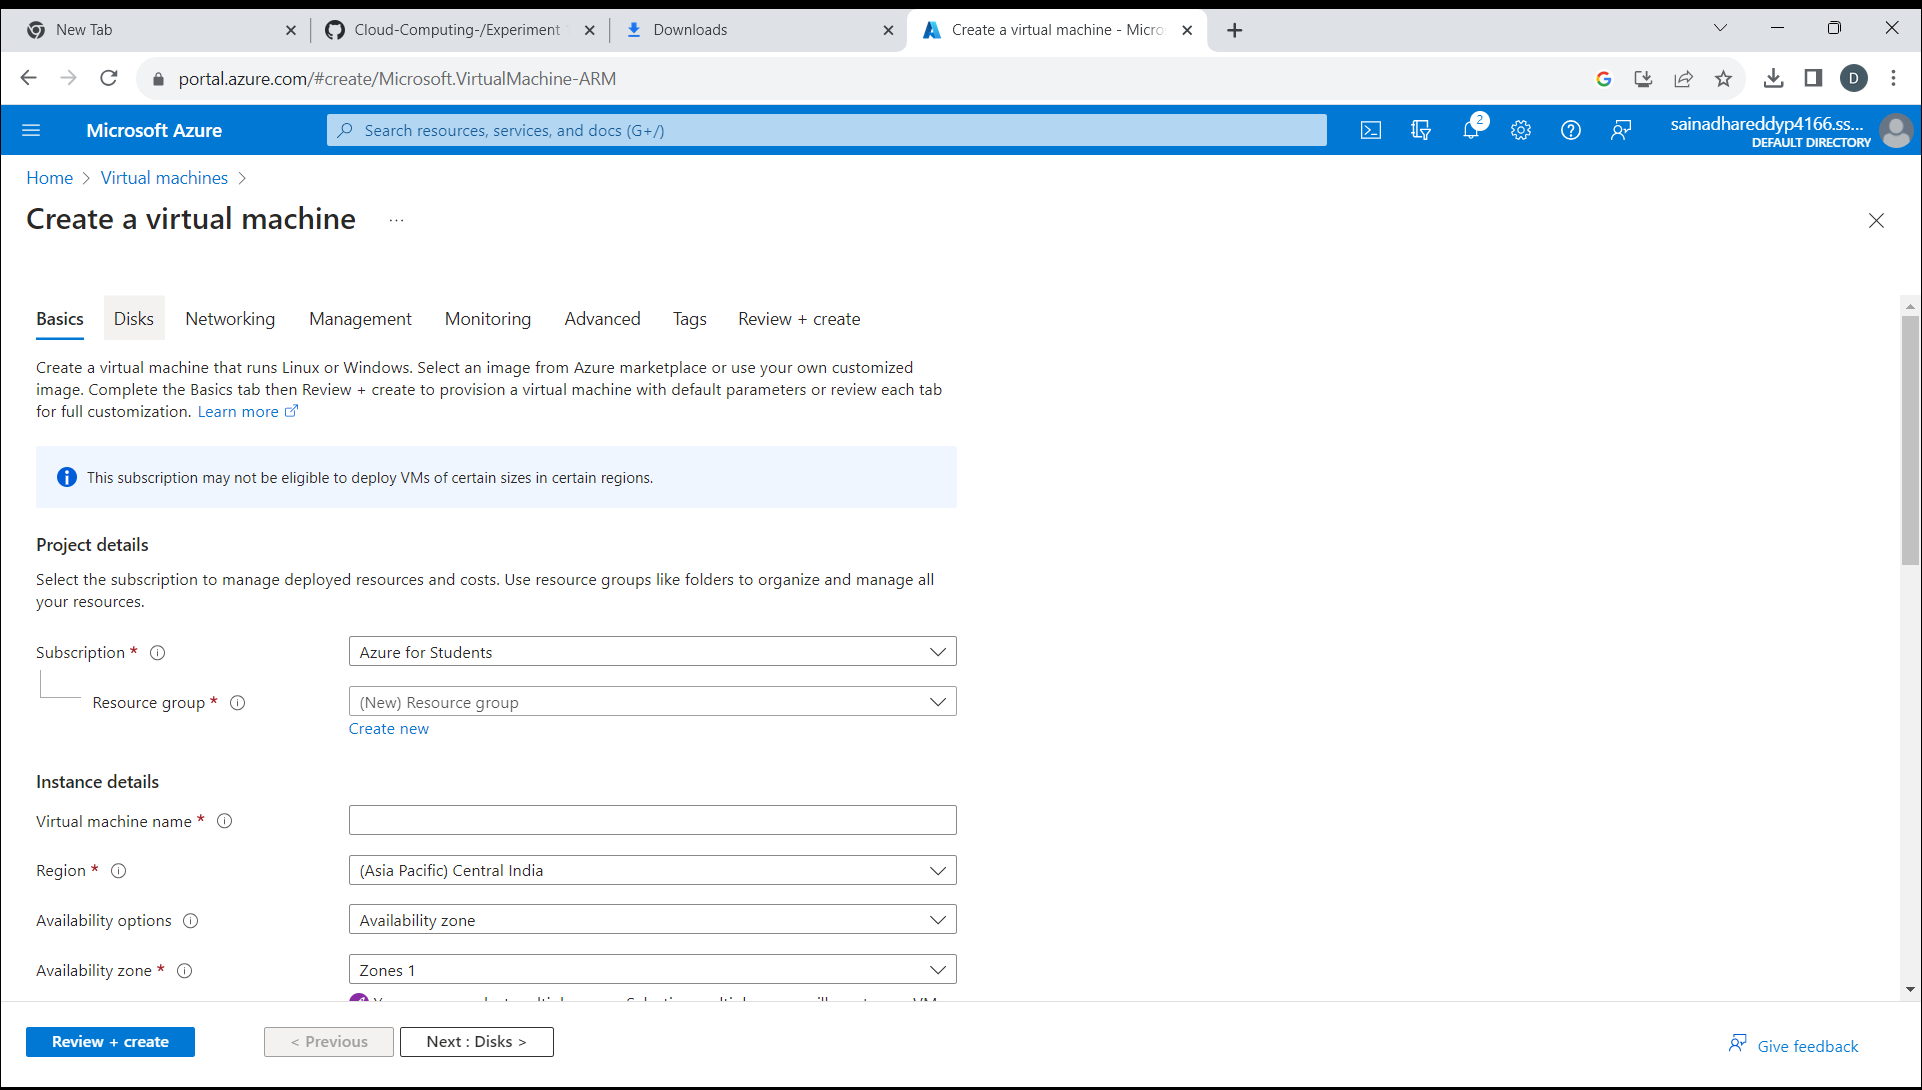 New Tab
Cloud-Computing-/Experiment
Downloads
Create a virtual machine - Micro
portal.azure.com/#create/Microsoft.VirtualMachine-ARM
D
Microsoft Azure
Search resources, services, and docs (G+/)
2
sainadhareddyp4166.ss...
DEFAULT DIRECTORY
Home > Virtual machines >
Create a virtual machine ...
Basics Disks Networking Management Monitoring Advanced Tags Review + create
Create a virtual machine that runs Linux or Windows. Select an image from Azure marketplace or use your own customized
image. Complete the Basics tab then Review + create to provision a virtual machine with default parameters or review each tab
for full customization. Learn more
This subscription may not be eligible to deploy VMs of certain sizes in certain regions.
Project details
Select the subscription to manage deployed resources and costs. Use resource groups like folders to organize and manage all
your resources.
Subscription *
Azure for Students
Resource group *
(New) Resource group
Create new
Instance details
Virtual machine name *
Region *
(Asia Pacific) Central India
Availability options
Availability zone
Availability zone *
Zones 1
Review + create
< Previous
Next : Disks >
Give feedback